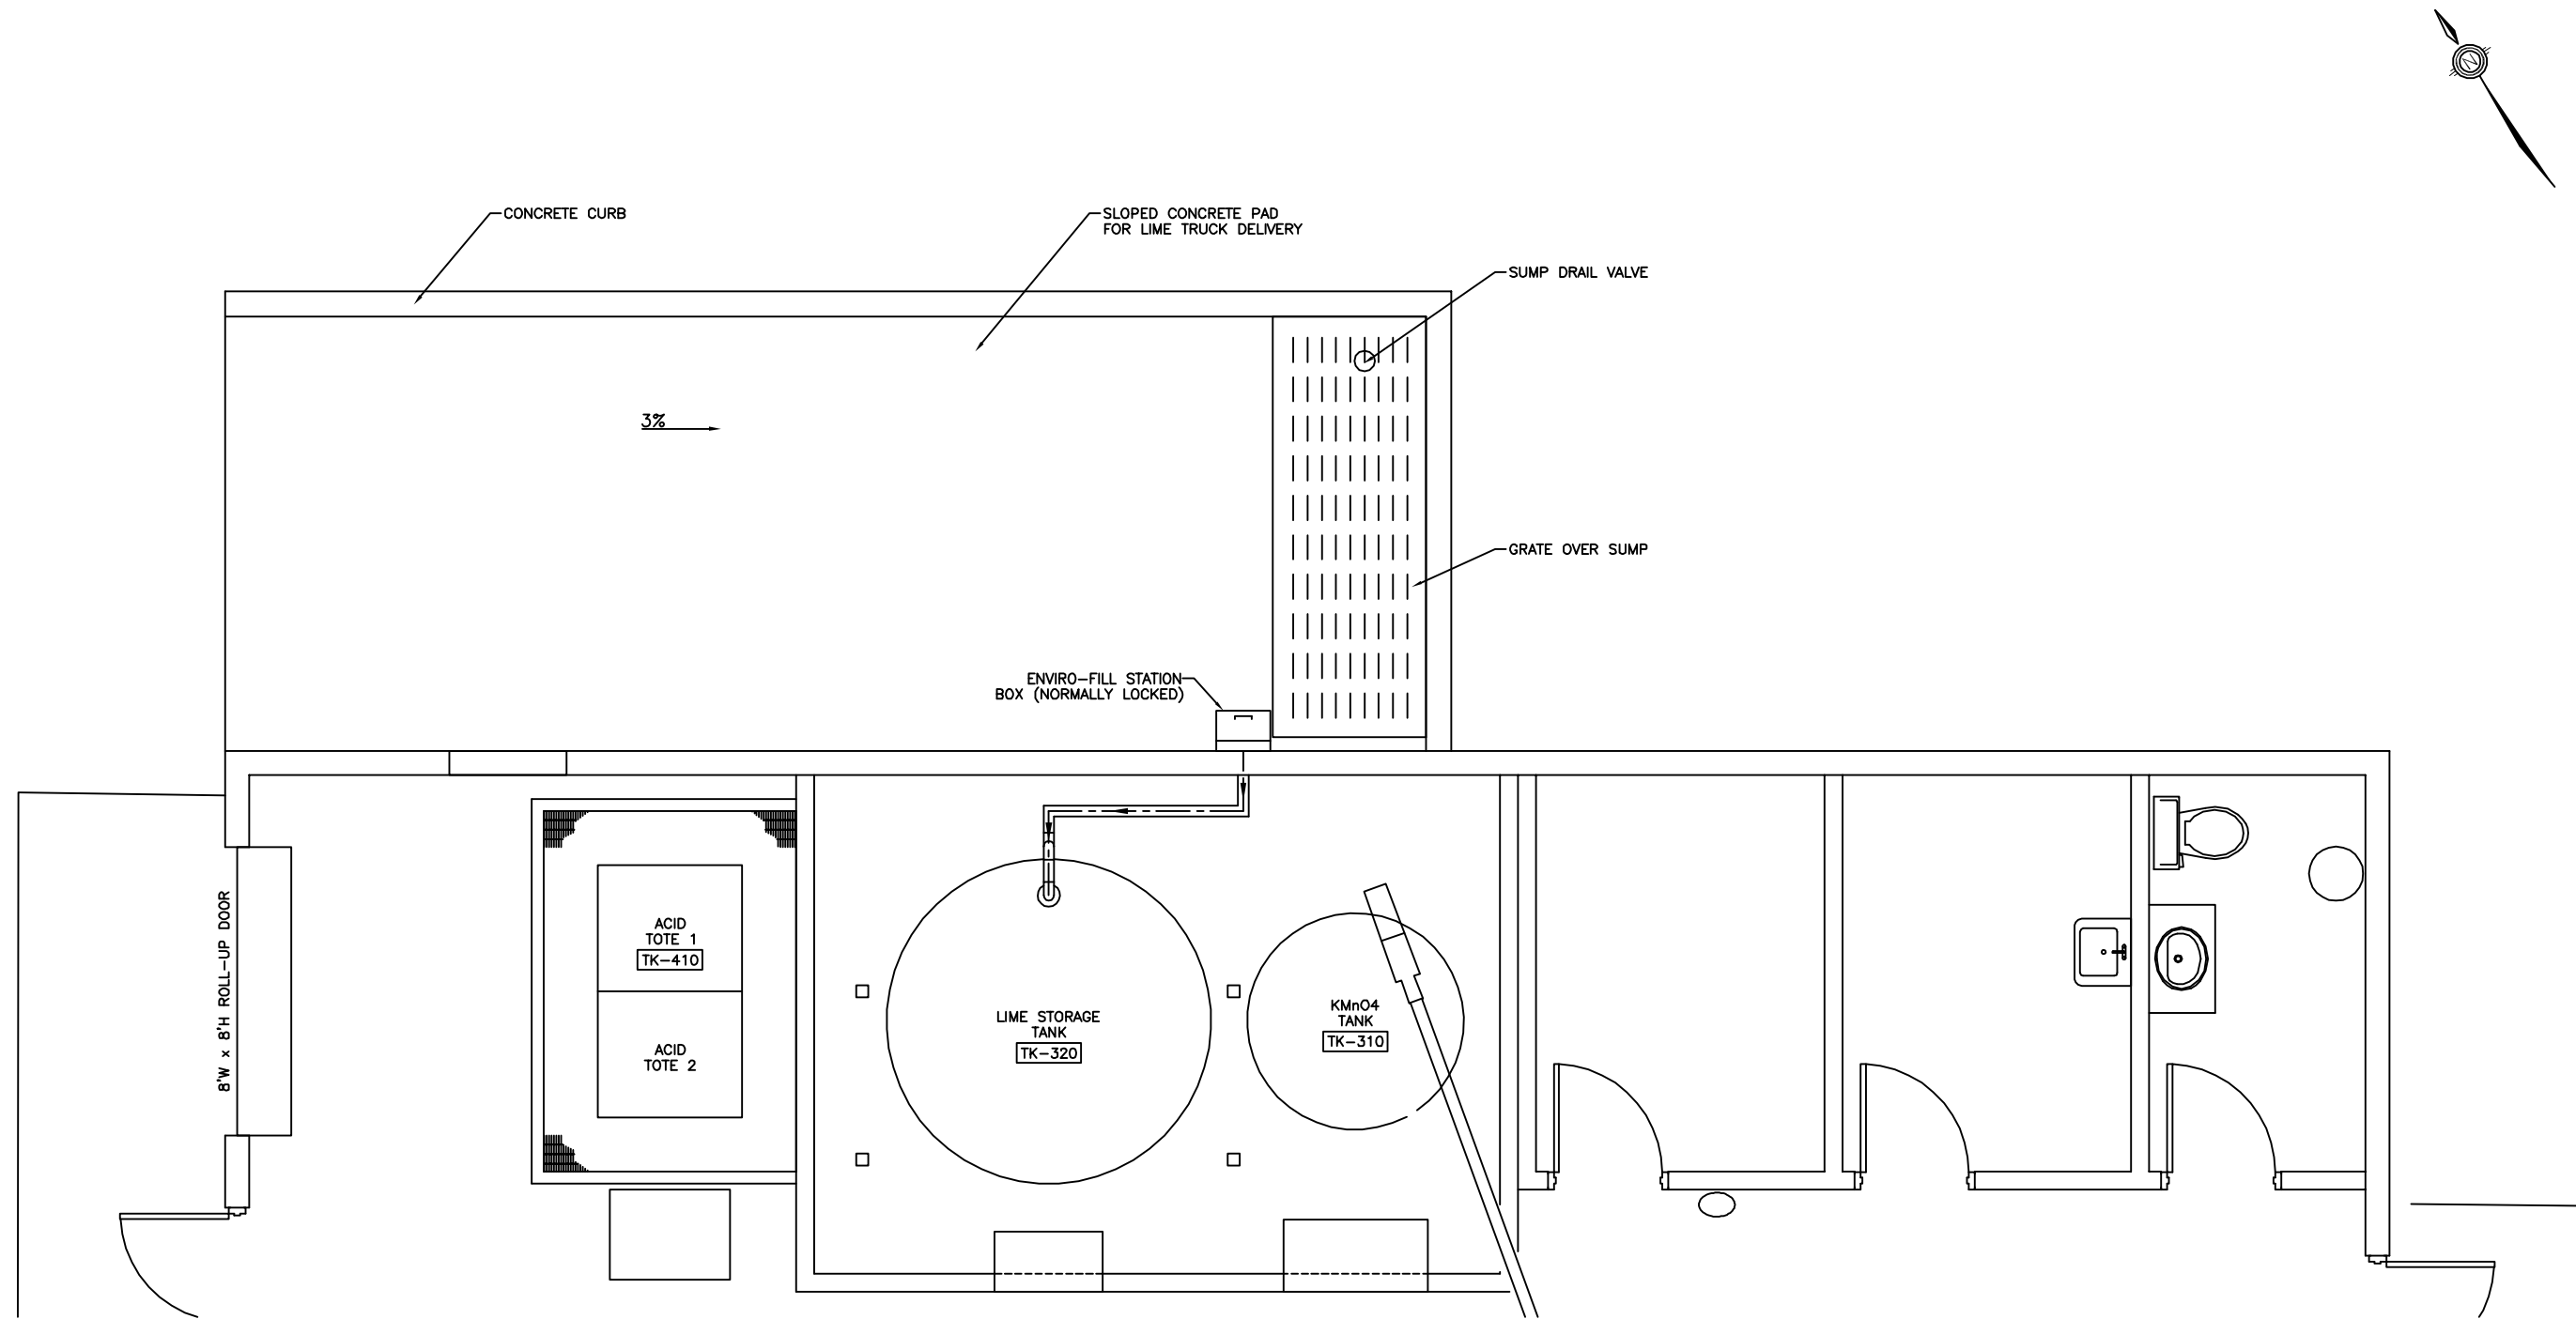 N
CONCRETE CURB
SLOPED CONCRETE PAD
FOR LIME TRUCK DELIVERY
SUMP DRAIL VALVE
3%
GRATE OVER SUMP
ENVIRO-FILL STATION
BOX (NORMALLY LOCKED)
8'W x 8'H ROLL-UP DOOR
ACID
TOTE 1
TK-410
ACID
TOTE 2
LIME STORAGE
TANK
TK-320
KMnO4
TANK
TK-310